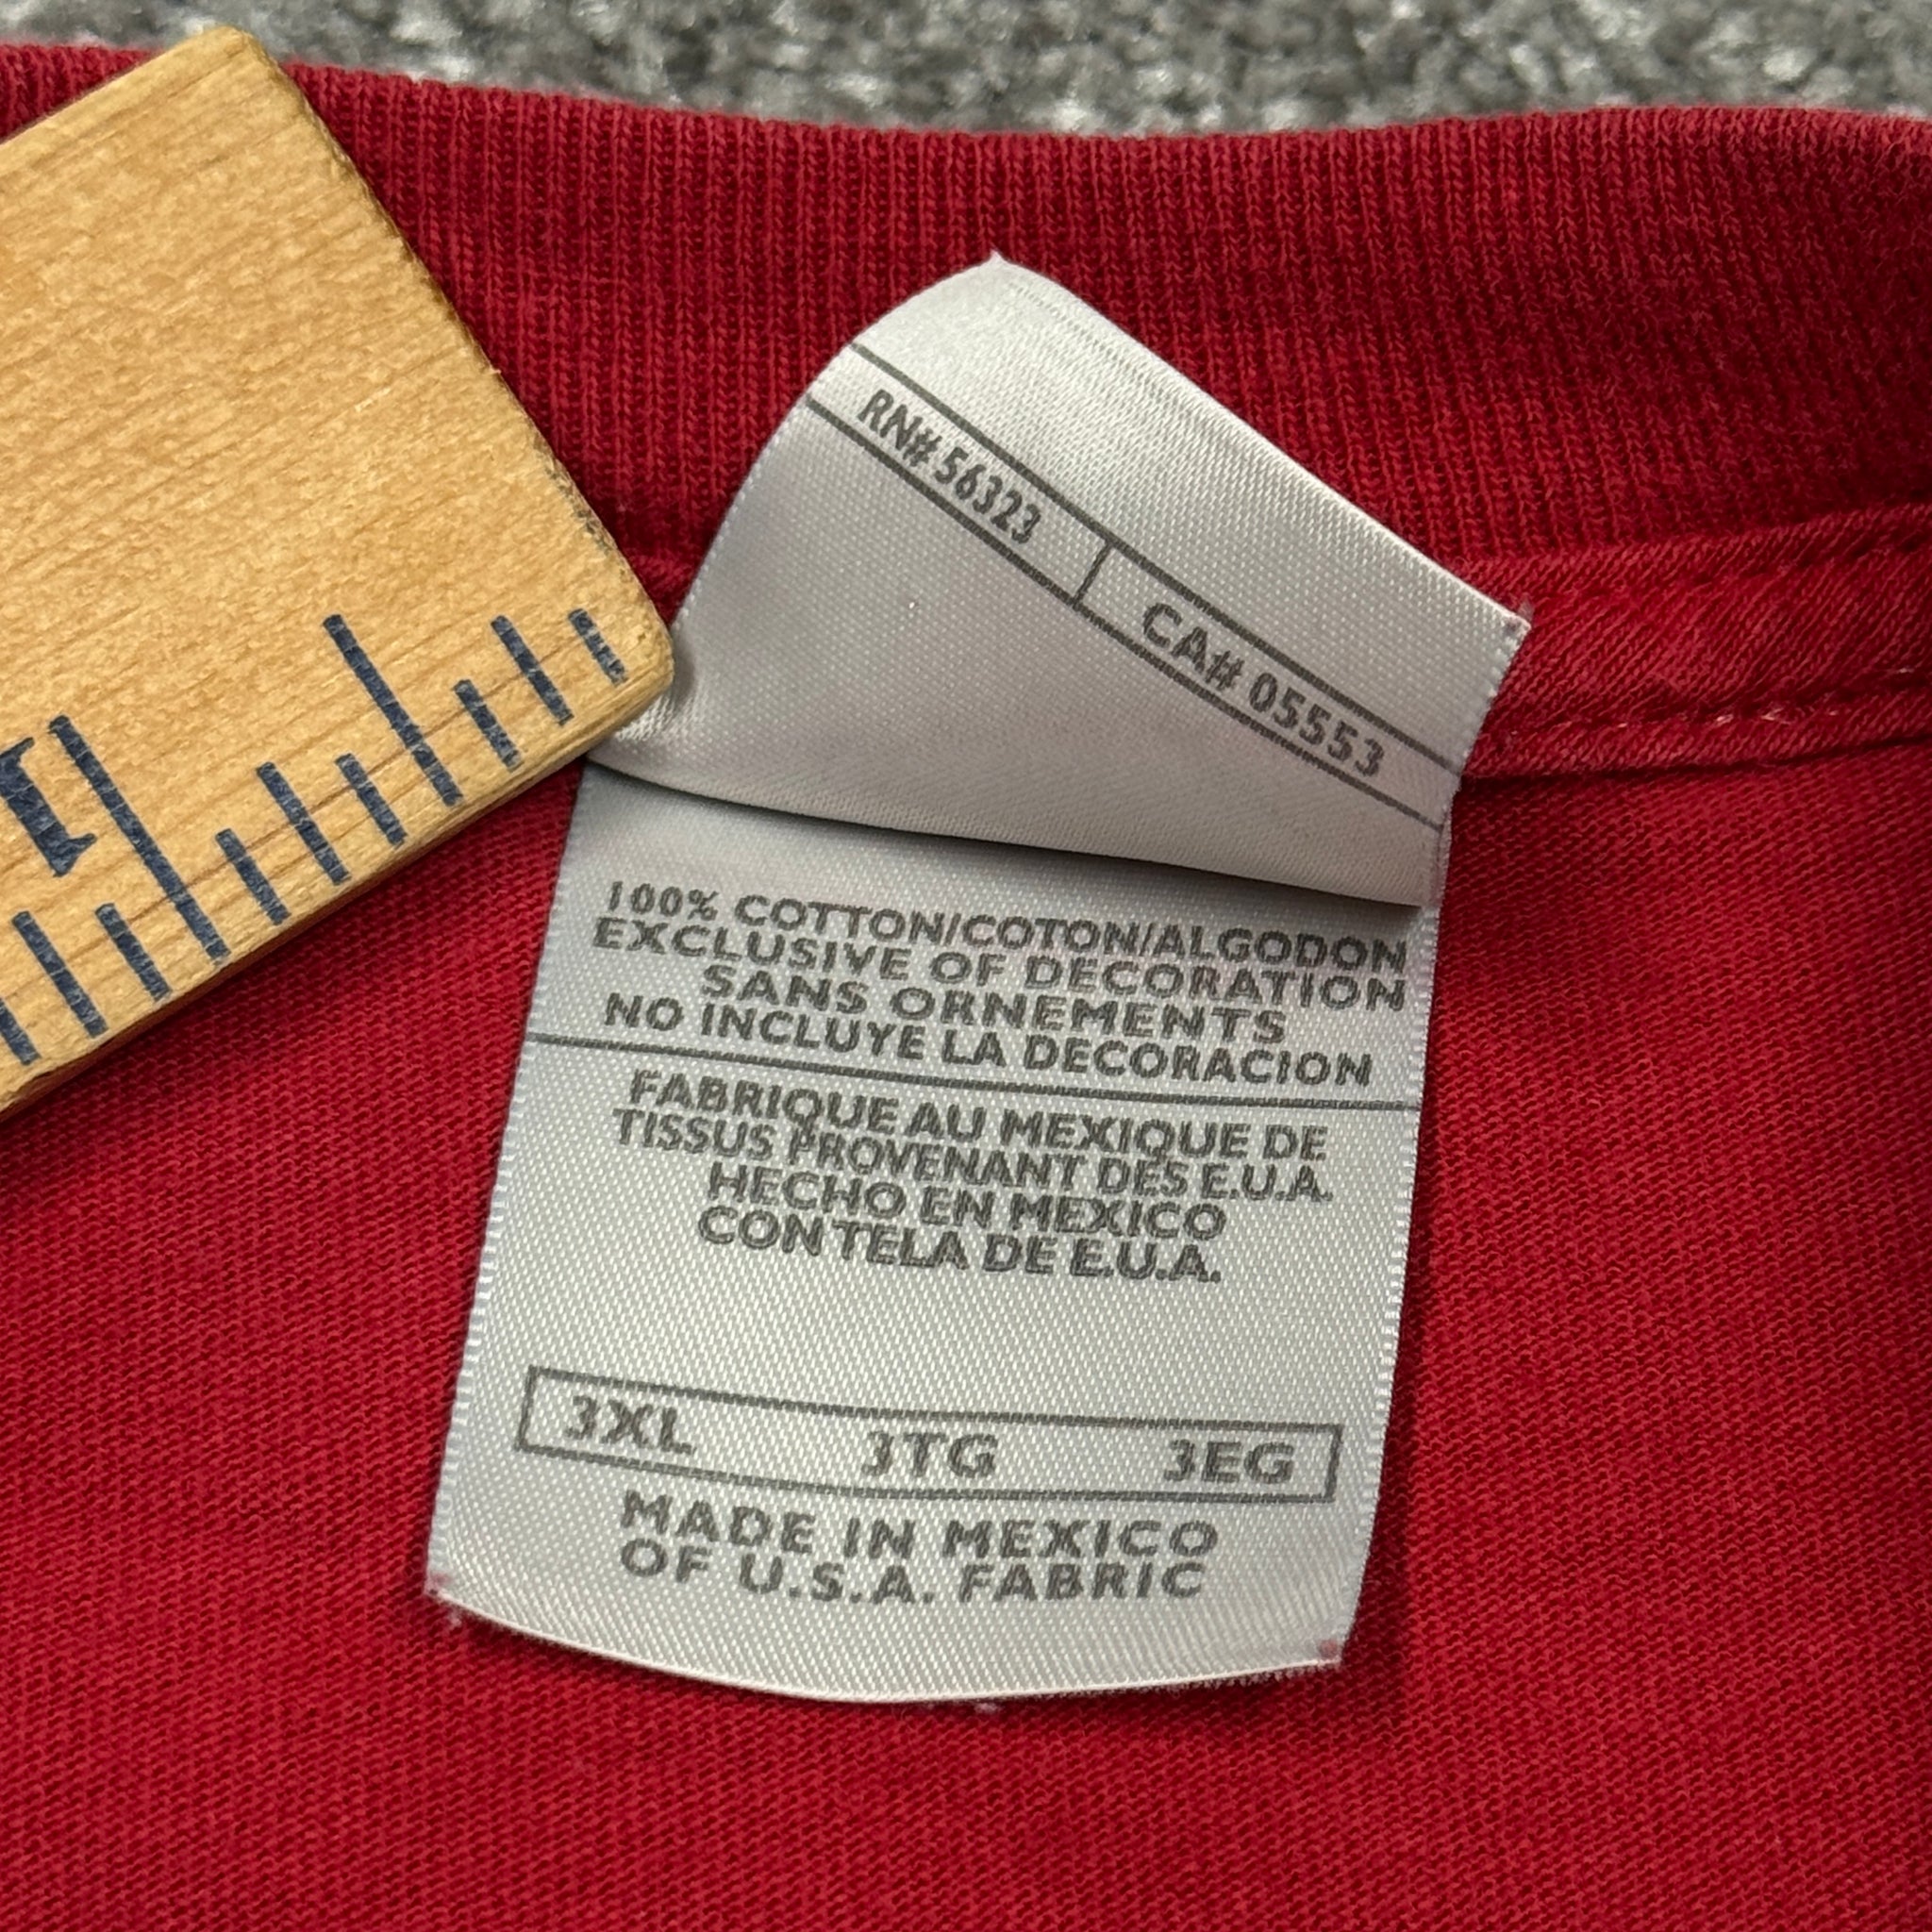 RN# 56323 | CA# 05553
100% COTTON/COTON/ALGODON
EXCLUSIVE OF DECORATION
SANS ORNEMENTS
NO INCLUYE LA DECORACION
FABRIQUE AU MEXIQUE DE
TISSUS PROVENANT DES E.U.A.
HECHO EN MEXICO
CON TELA DE E.U.A.
3XL 3TG 3EG
MADE IN MEXICO
OF U.S.A. FABRIC